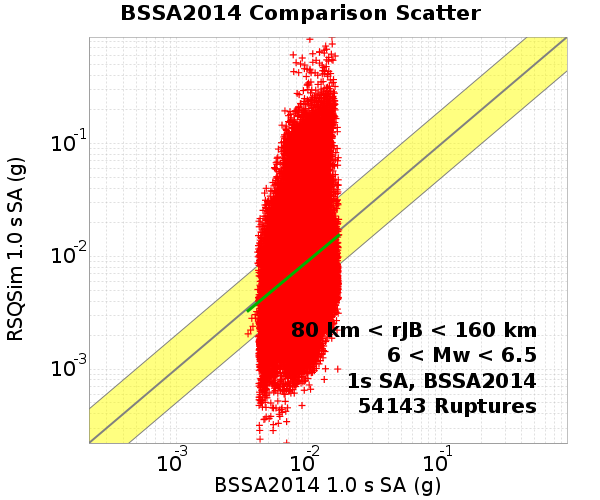 BSSA2014 Comparison Scatter
RSQSim 1.0 s SA (g)
10-1
10-2
10-3
80 km < rJB < 160 km
6 < Mw < 6.5
1s SA, BSSA2014
54143 Ruptures
10-3 10-2 10-1
BSSA2014 1.0 s SA (g)